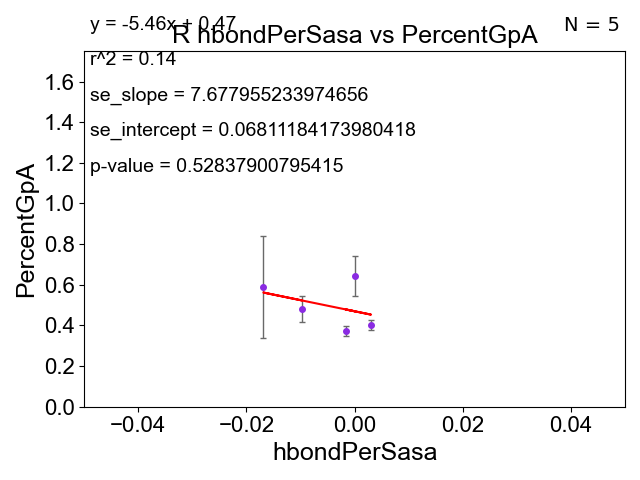 y = -5.46x + 0.47
N = 5
R hbondPerSasa vs PercentGpA
r^2 = 0.14
se_slope = 7.677955233974656
se_intercept = 0.06811184173980418
p-value = 0.52837900795415
PercentGpA
1.6
1.4
1.2
1.0
0.8
0.6
0.4
0.2
0.0
−0.04 −0.02 0.00 0.02 0.04
hbondPerSasa